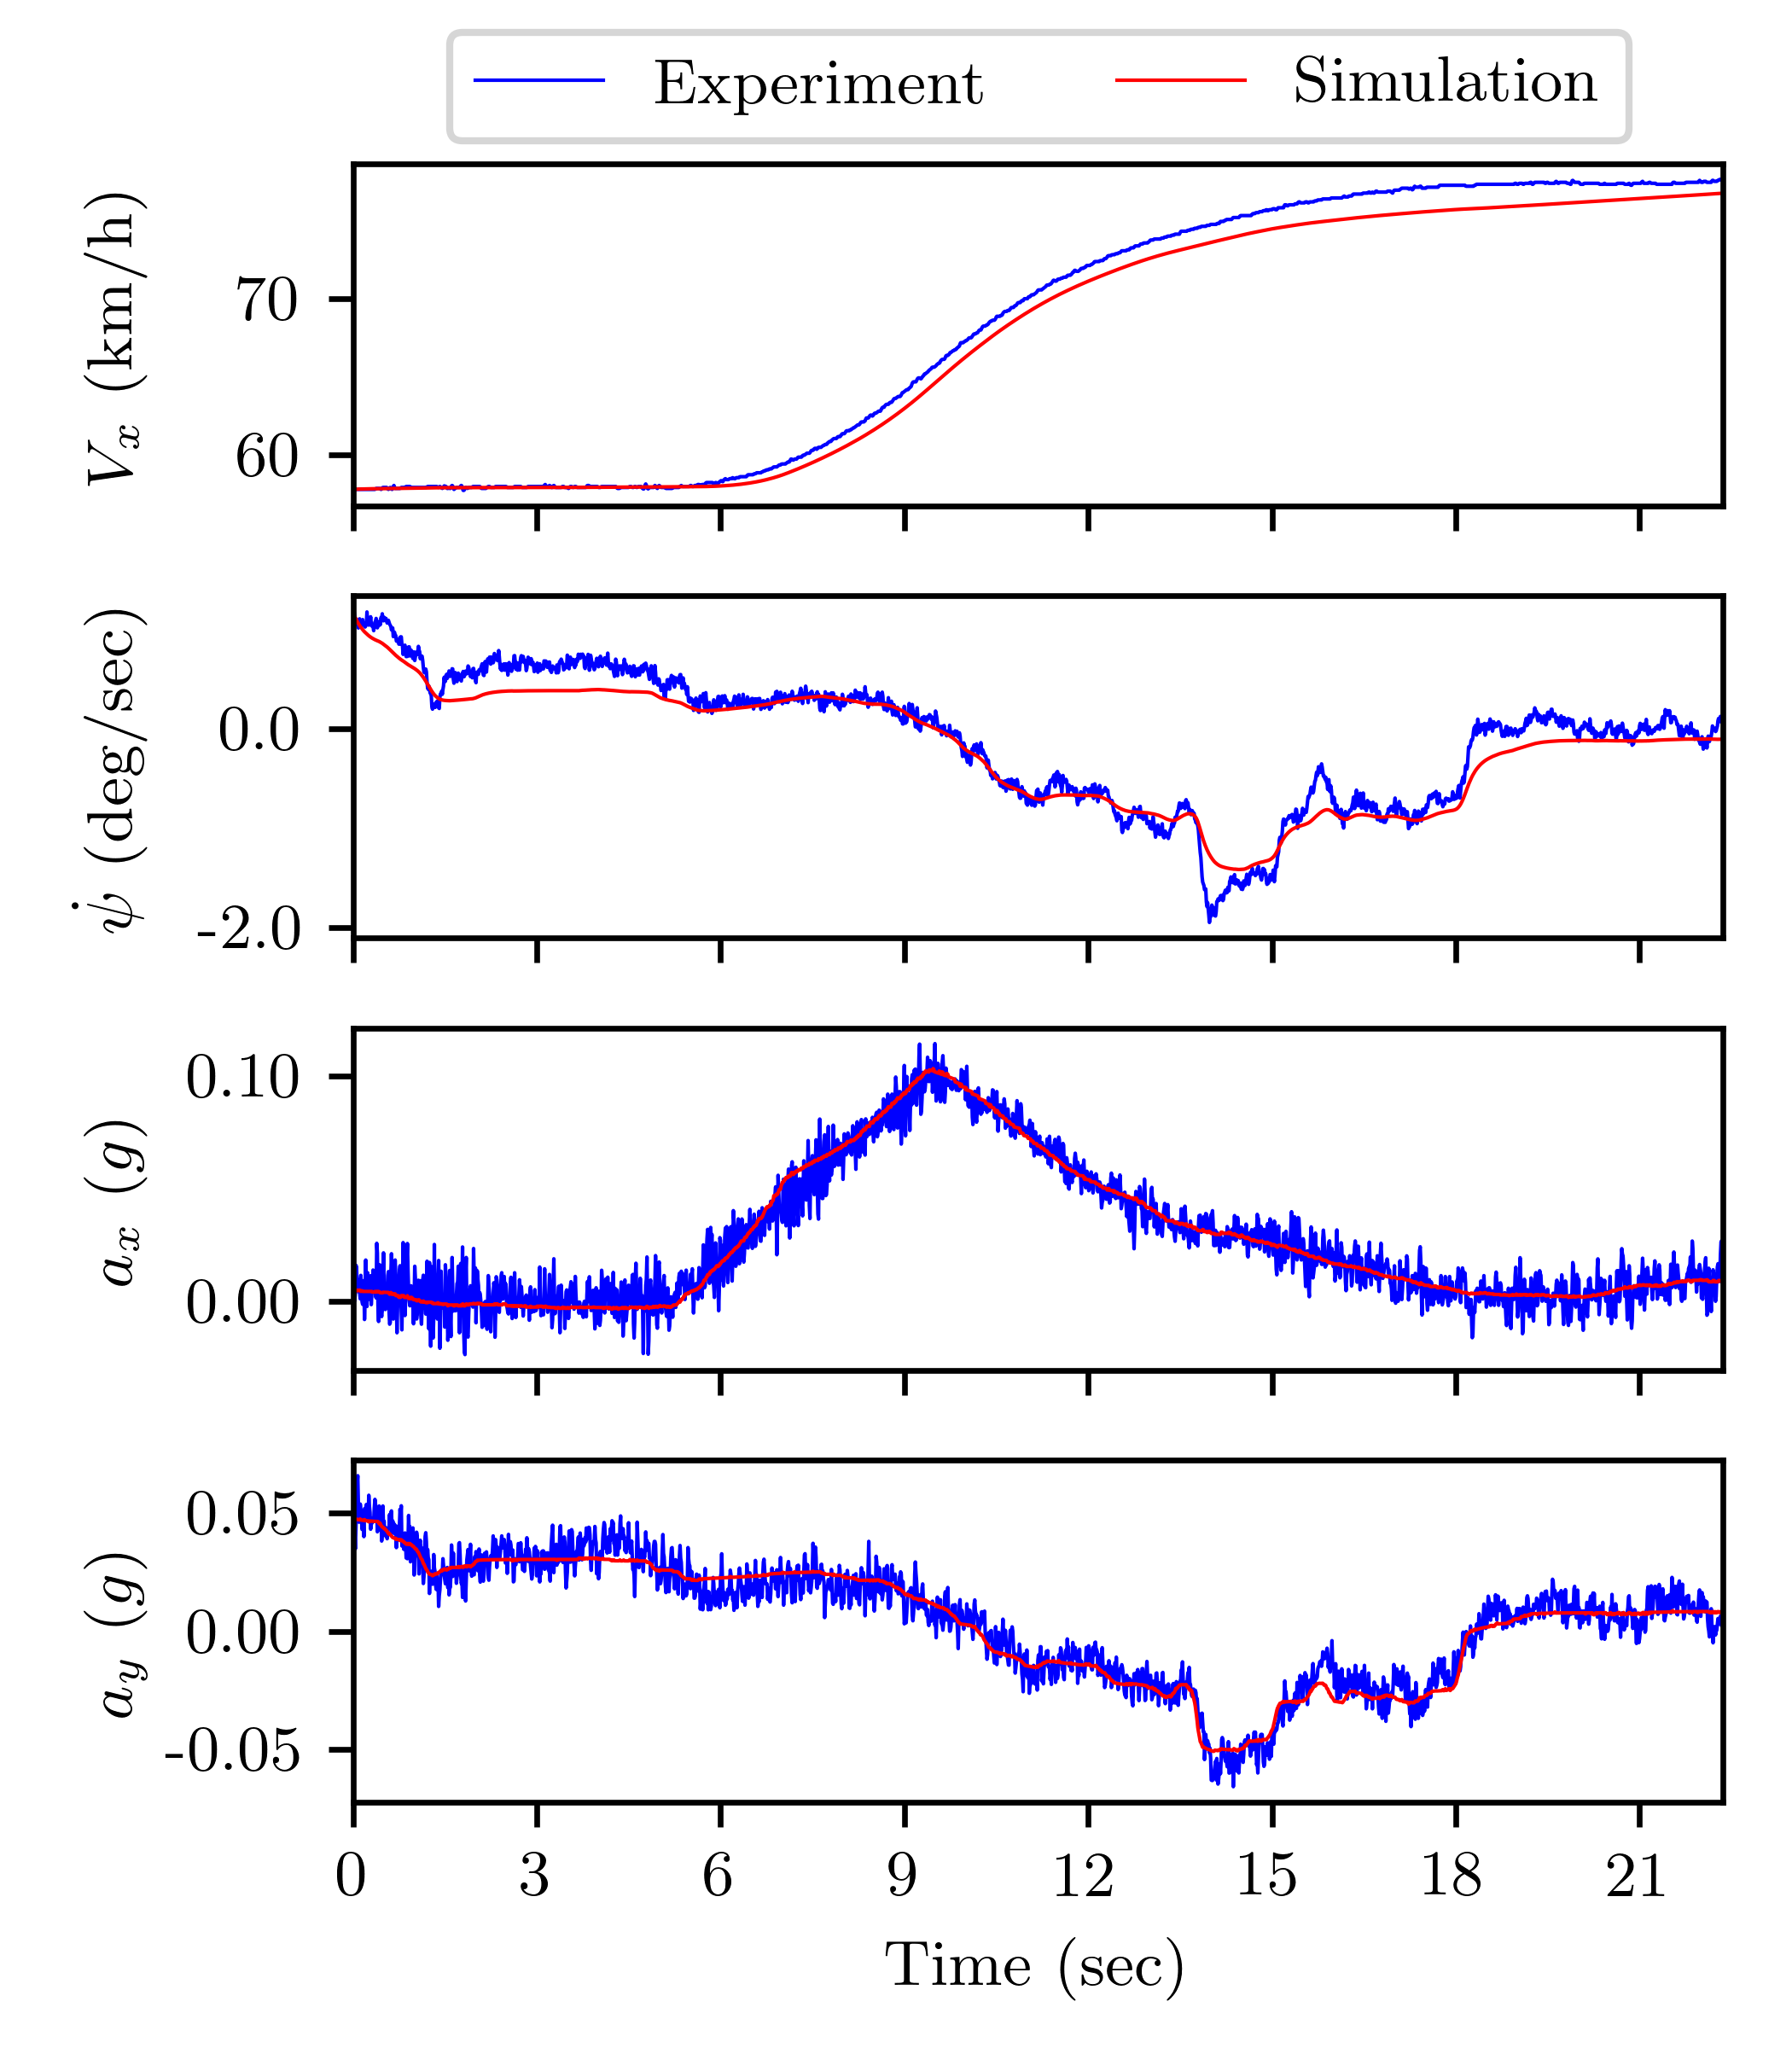 Experiment Simulation
V_x (km/h)
70
60
ψ̇ (deg/sec)
0.0
-2.0
a_x (g)
0.10
0.00
a_y (g)
0.05
0.00
-0.05
0 3 6 9 12 15 18 21
Time (sec)